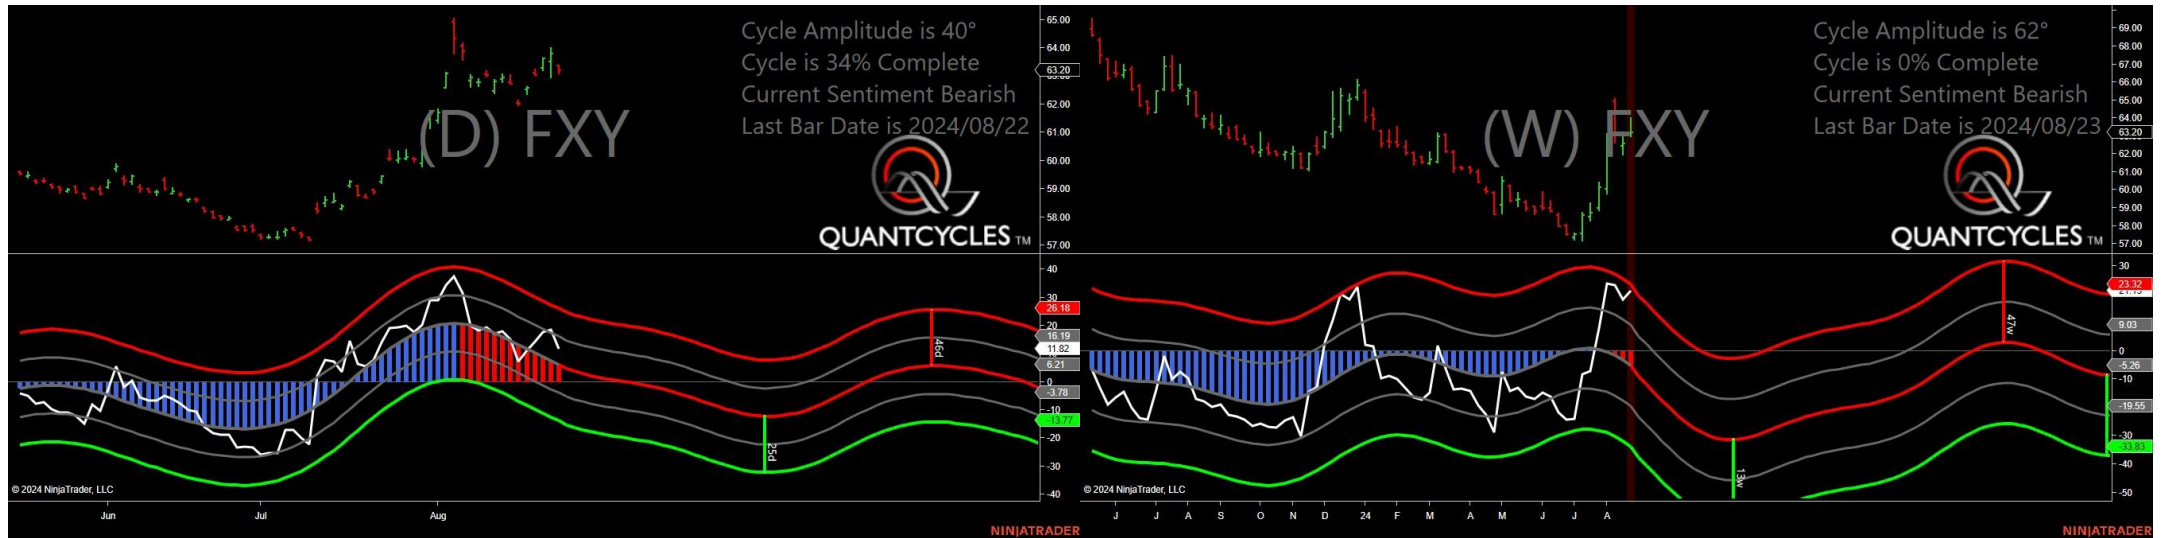 Cycle Amplitude is 40°
Cycle is 34% Complete
Current Sentiment Bearish
Last Bar Date is 2024/08/22
(D) FXY
QUANTCYCLES TM
65.00
64.00
63.20
62.00
61.00
60.00
59.00
58.00
57.00
40
30
26.18
20
16.19
11.82
6.21
0
-3.78
-10
-13.77
-20
-30
-40
46d
25d
© 2024 NinjaTrader, LLC
Jun Jul Aug
NINJATRADER
Cycle Amplitude is 62°
Cycle is 0% Complete
Current Sentiment Bearish
Last Bar Date is 2024/08/23
(W) FXY
QUANTCYCLES TM
69.00
68.00
67.00
66.00
65.00
64.00
63.20
62.00
61.00
60.00
59.00
58.00
57.00
30
23.32
9.03
0
-5.26
-10
-19.55
-30
-33.83
-40
-50
47w
13w
© 2024 NinjaTrader, LLC
J J A S O N D 24 F M A M J J A
NINJATRADER